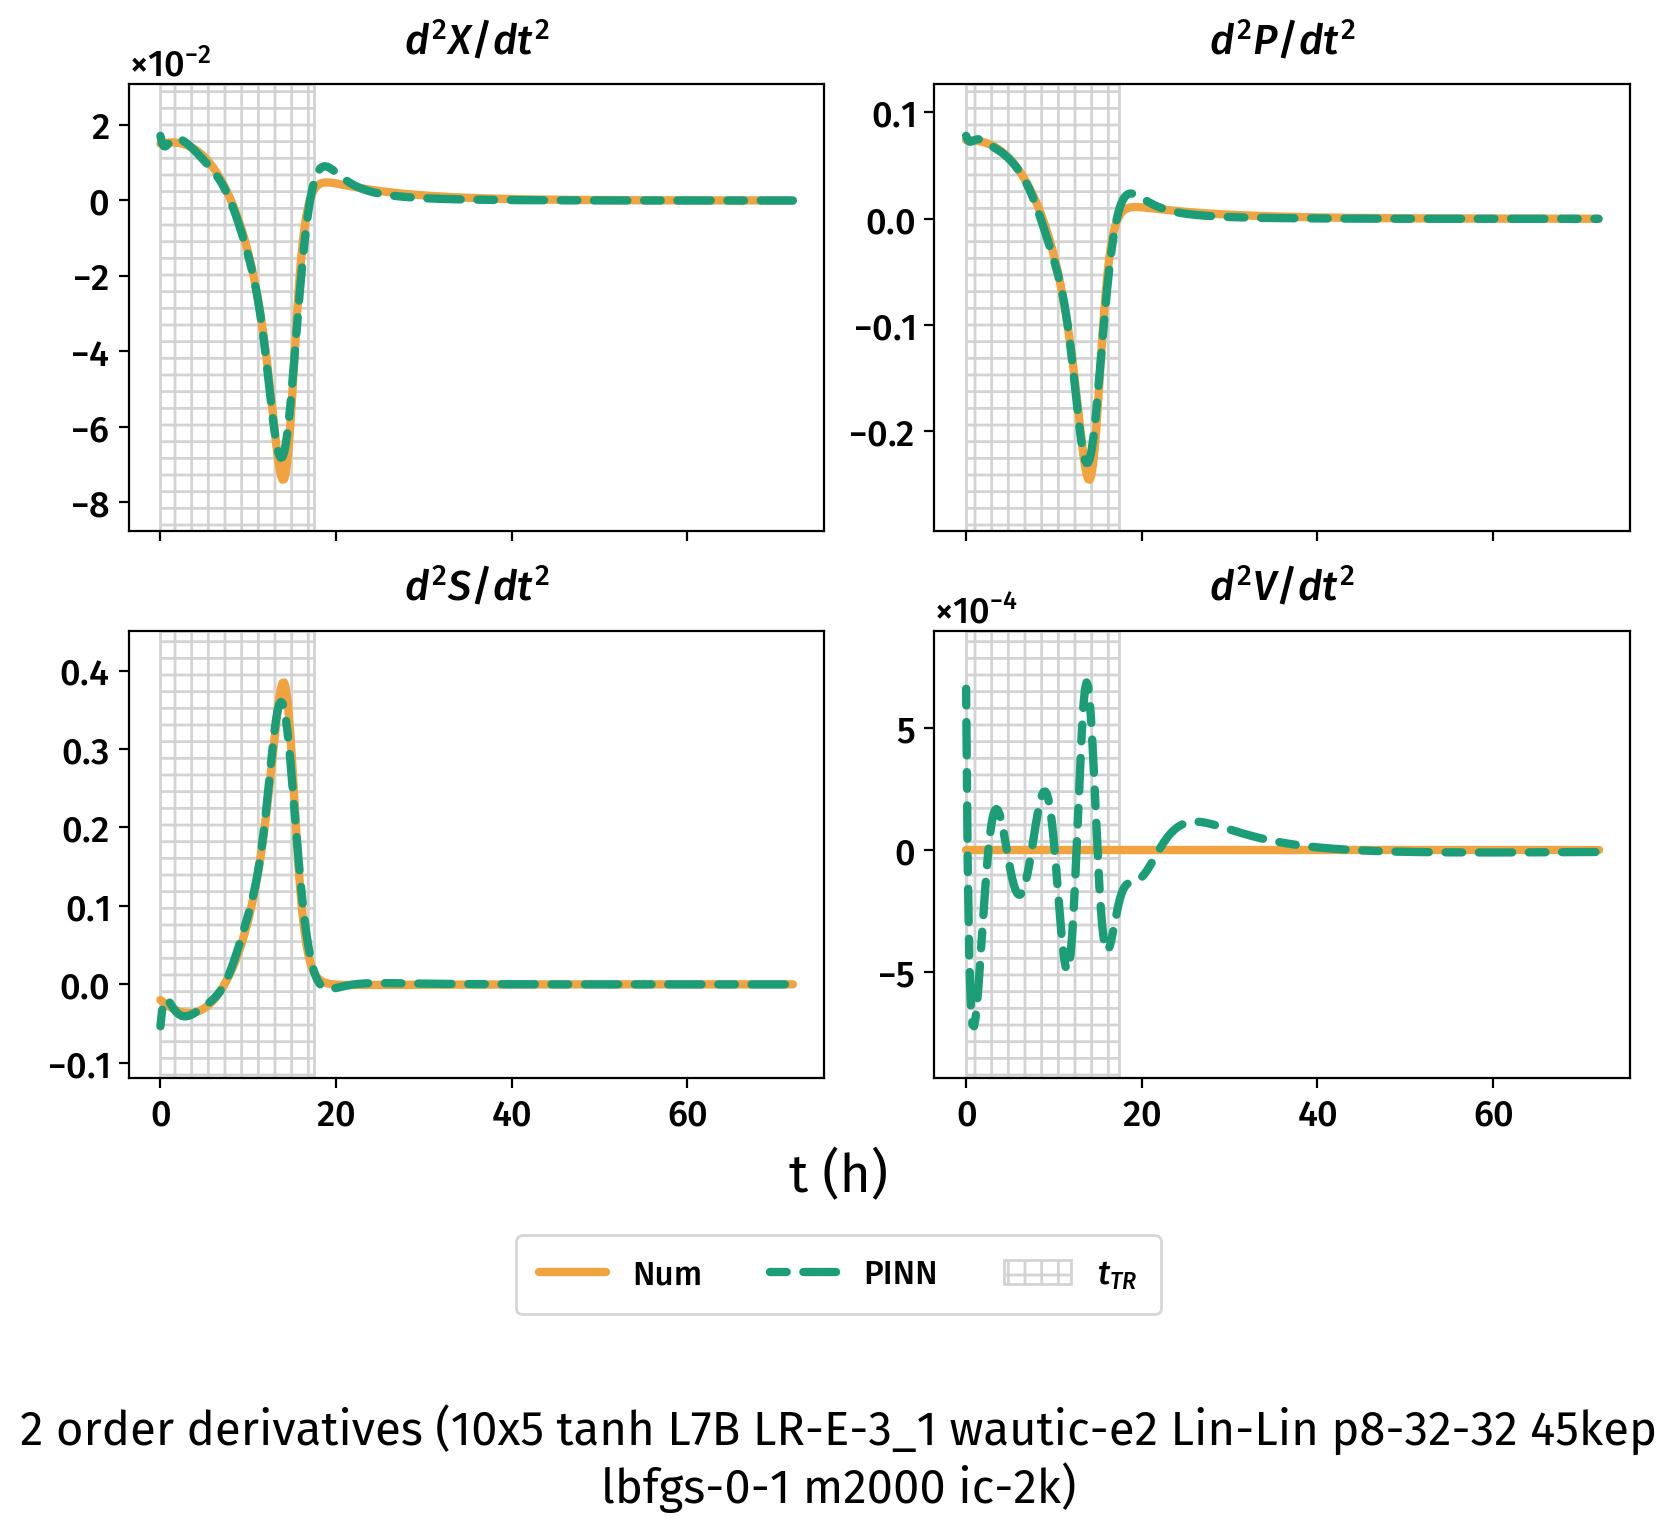 d²X/dt²
×10⁻²
2
0
−2
−4
−6
−8
d²P/dt²
0.1
0.0
−0.1
−0.2
d²S/dt²
0.4
0.3
0.2
0.1
0.0
−0.1
0 20 40 60
d²V/dt²
×10⁻⁴
5
0
−5
0 20 40 60
t (h)
Num PINN t_TR
2 order derivatives (10x5 tanh L7B LR-E-3_1 wautic-e2 Lin-Lin p8-32-32 45kep
lbfgs-0-1 m2000 ic-2k)